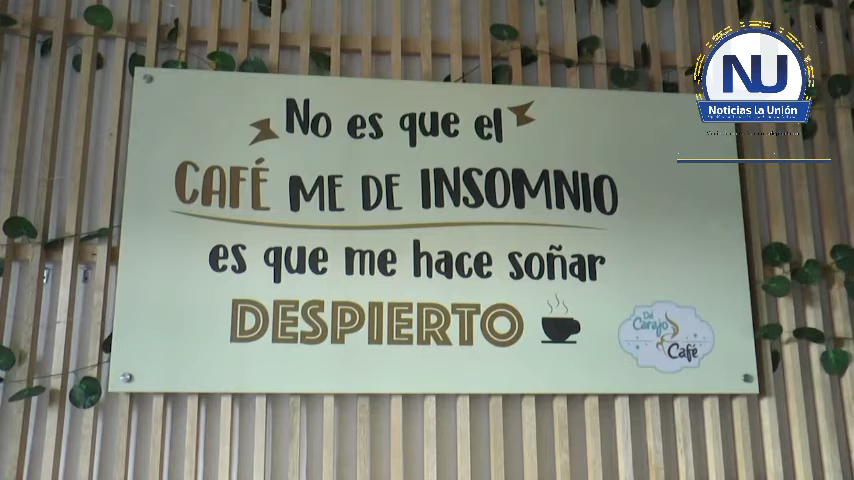 NU
Noticias la Unión
No es que el
CAFÉ ME DE INSOMNIO
es que me hace soñar
DESPIERTO
Del
Carajo
Café